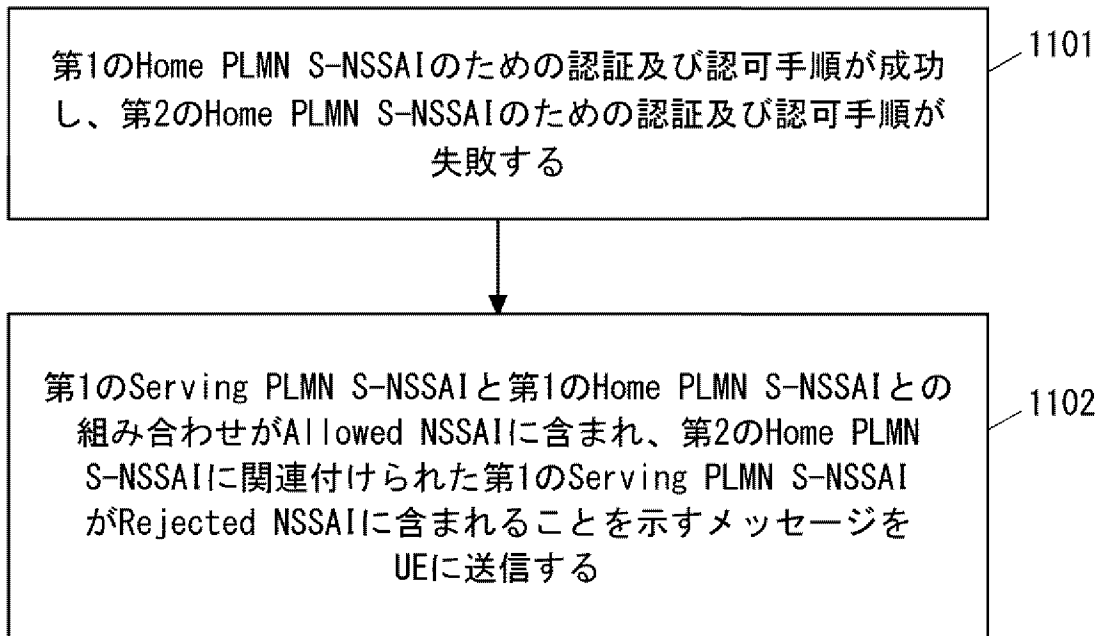 第1のHome PLMN S-NSSAIのための認証及び認可手順が成功
し、第2のHome PLMN S-NSSAIのための認証及び認可手順が
失敗する
1101
第1のServing PLMN S-NSSAIと第1のHome PLMN S-NSSAIとの
組み合わせがAllowed NSSAIに含まれ、第2のHome PLMN
S-NSSAIに関連付けられた第1のServing PLMN S-NSSAI
がRejected NSSAIに含まれることを示すメッセージを
UEに送信する
1102